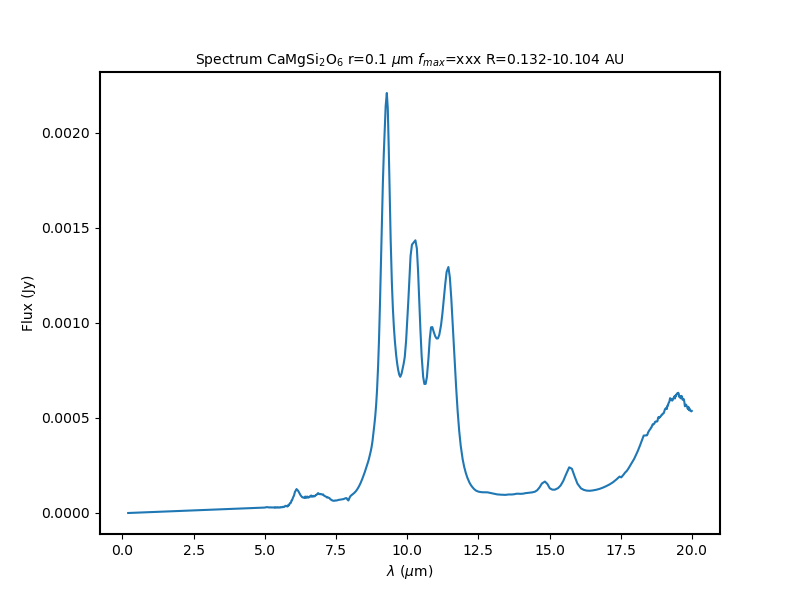 Spectrum CaMgSi₂O₆ r=0.1 μm f_max=xxx R=0.132-10.104 AU
0.0020
0.0015
0.0010
0.0005
0.0000
Flux (Jy)
0.0 2.5 5.0 7.5 10.0 12.5 15.0 17.5 20.0
λ (μm)